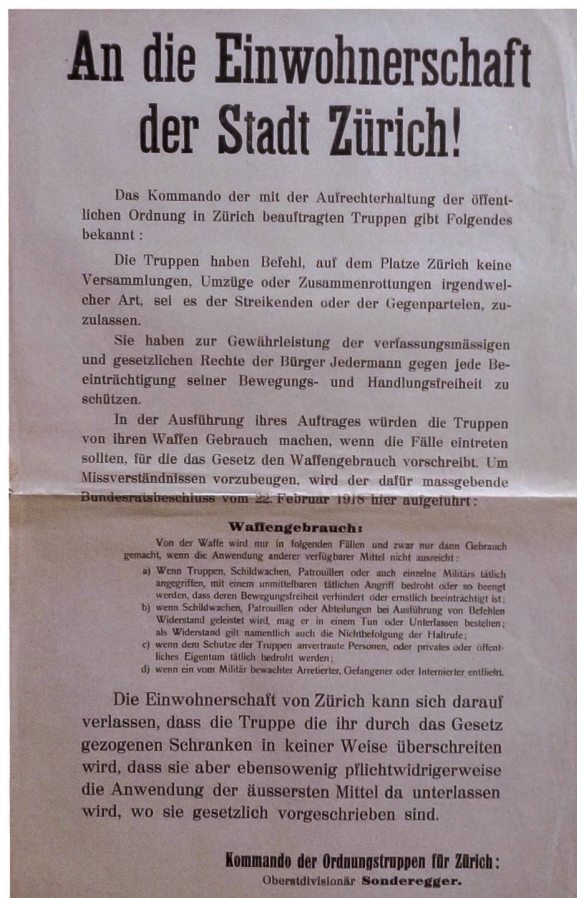 An die Einwohnerschaft
der Stadt Zürich!
Das Kommando der mit der Aufrechterhaltung der öffent-
lichen Ordnung in Zürich beauftragten Truppen gibt Folgendes
bekannt:
Die Truppen haben Befehl, auf dem Platze Zürich keine
Versammlungen, Umzüge oder Zusammenrottungen irgendwel-
cher Art, sei es der Streikenden oder der Gegenparteien, zu-
zulassen.
Sie haben zur Gewährleistung der verfassungsmässigen
und gesetzlichen Rechte der Bürger Jedermann gegen jede Be-
einträchtigung seiner Bewegungs- und Handlungsfreiheit zu
schützen.
In der Ausführung ihres Auftrages würden die Truppen
von ihren Waffen Gebrauch machen, wenn die Fälle eintreten
sollten, für die das Gesetz den Waffengebrauch vorschreibt. Um
Missverständnissen vorzubeugen, wird der dafür massgebende
Bundesratsbeschluss vom 22. Februar 1918 hier aufgeführt:
Waffengebrauch:
Von der Waffe wird nur in folgenden Fällen und zwar nur dann Gebrauch
gemacht, wenn die Anwendung anderer verfügbarer Mittel nicht ausreicht:
a) Wenn Truppen, Schildwachen, Patrouillen oder auch einzelne Militärs tätlich
angegriffen, mit einem unmittelbaren tätlichen Angriff bedroht oder so beengt
werden, dass deren Bewegungsfreiheit verhindert oder ernstlich beeinträchtigt ist;
b) wenn Schildwachen, Patrouillen oder Abteilungen bei Ausführung von Befehlen
Widerstand geleistet wird, mag er in einem Tun oder Unterlassen bestehen;
als Widerstand gilt namentlich auch die Nichtbefolgung der Haltrufe;
c) wenn dem Schutze der Truppen anvertraute Personen, oder privates oder öffent-
liches Eigentum tätlich bedroht werden;
d) wenn ein vom Militär bewachter Arretierter, Gefangener oder Internierter entflieht.
Die Einwohnerschaft von Zürich kann sich darauf
verlassen, dass die Truppe die ihr durch das Gesetz
gezogenen Schranken in keiner Weise überschreiten
wird, dass sie aber ebensowenig pflichtwidrigerweise
die Anwendung der äussersten Mittel da unterlassen
wird, wo sie gesetzlich vorgeschrieben sind.
Kommando der Ordnungstruppen für Zürich:
Oberstdivisionär Sonderegger.